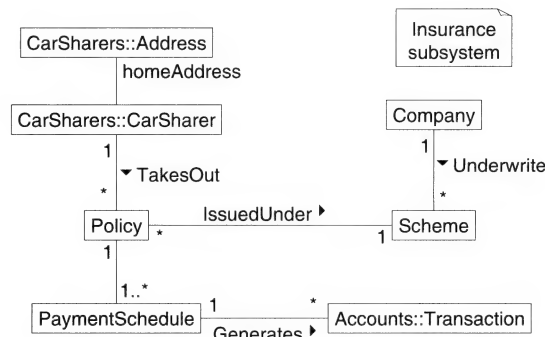 CarSharers::Address
Insurance
subsystem
homeAddress
CarSharers::CarSharer
Company
1
1
TakesOut
Underwrite
*
*
IssuedUnder
Policy
*
1
Scheme
1
1..*
1
*
PaymentSchedule
Accounts::Transaction
Generates